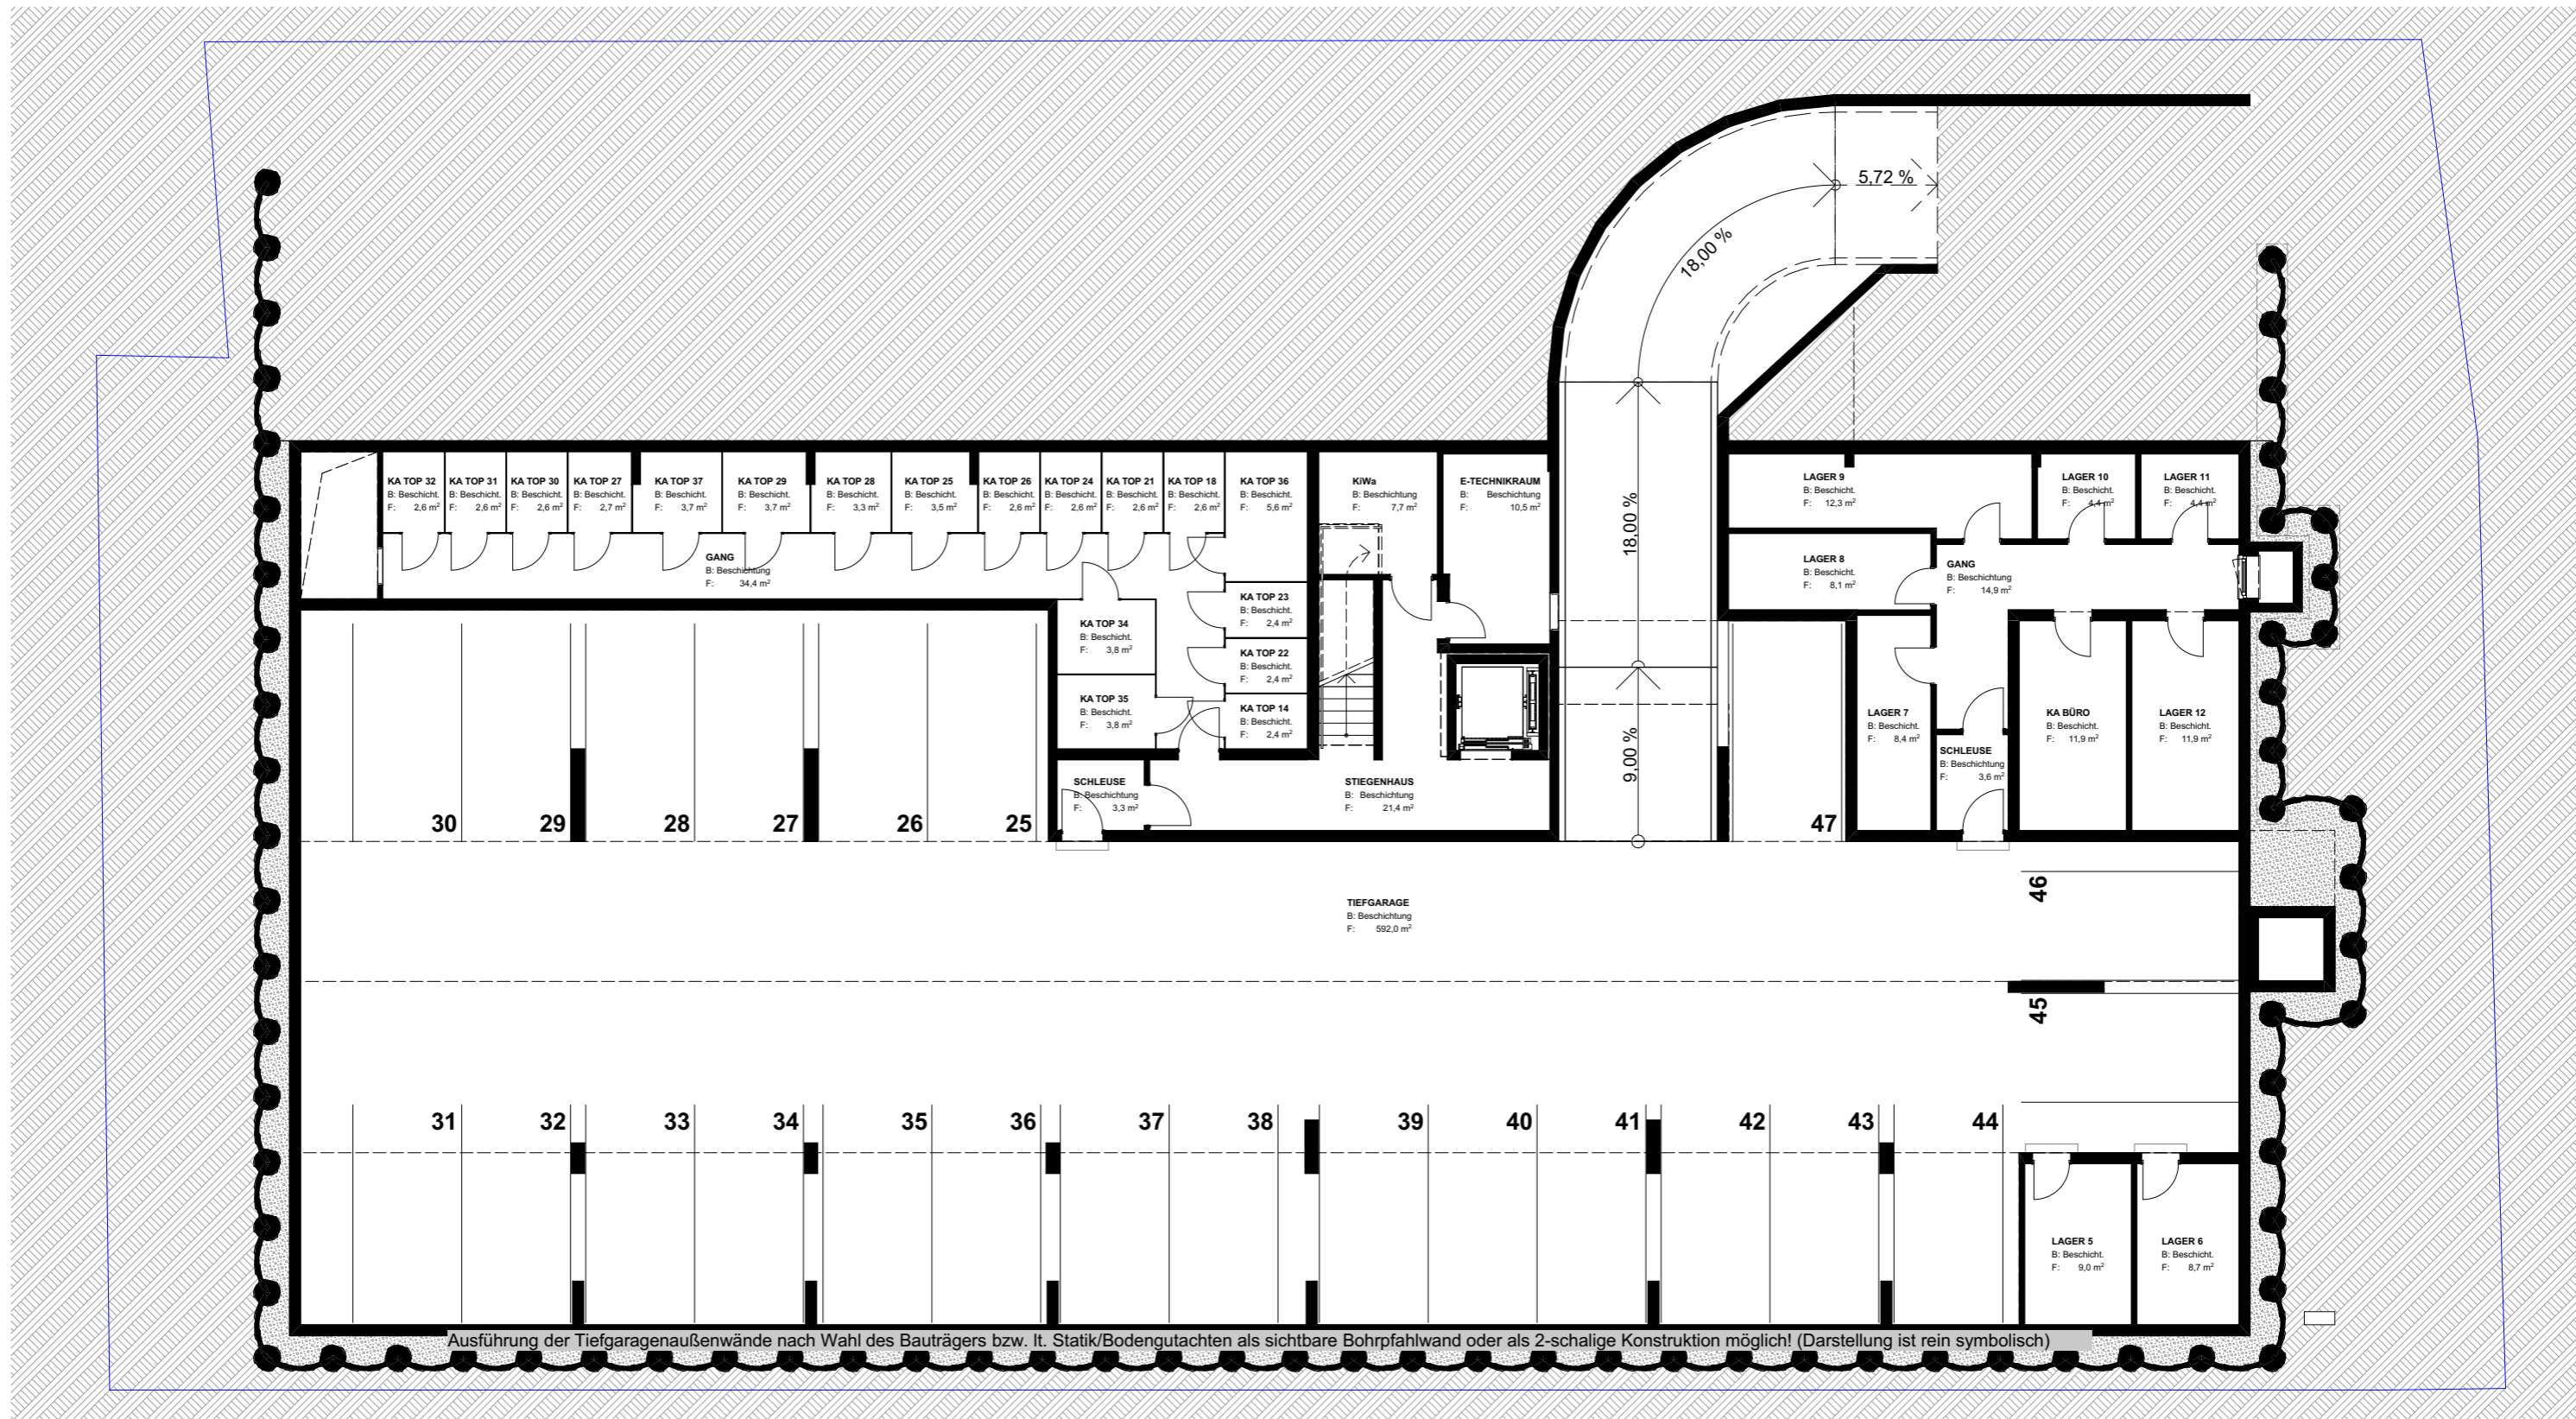 5,72 %
18,00 %
18,00 %
9,00 %
KA TOP 32
B: Beschicht.
F: 2,6 m²
KA TOP 31
B: Beschicht.
F: 2,6 m²
KA TOP 30
B: Beschicht.
F: 2,6 m²
KA TOP 27
B: Beschicht.
F: 2,7 m²
KA TOP 37
B: Beschicht.
F: 3,7 m²
KA TOP 29
B: Beschicht.
F: 3,7 m²
KA TOP 28
B: Beschicht.
F: 3,3 m²
KA TOP 25
B: Beschicht.
F: 3,5 m²
KA TOP 26
B: Beschicht.
F: 2,6 m²
KA TOP 24
B: Beschicht.
F: 2,6 m²
KA TOP 21
B: Beschicht.
F: 2,6 m²
KA TOP 18
B: Beschicht.
F: 2,6 m²
KA TOP 36
B: Beschicht.
F: 5,6 m²
KiWa
B: Beschichtung
F: 7,7 m²
E-TECHNIKRAUM
B: Beschichtung
F: 10,5 m²
LAGER 9
B: Beschicht.
F: 12,3 m²
LAGER 10
B: Beschicht.
F: 4,4 m²
LAGER 11
B: Beschicht.
F: 4,4 m²
GANG
B: Beschichtung
F: 34,4 m²
LAGER 8
B: Beschicht.
F: 8,1 m²
GANG
B: Beschichtung
F: 14,9 m²
KA TOP 34
B: Beschicht.
F: 3,8 m²
KA TOP 23
B: Beschicht.
F: 2,4 m²
KA TOP 22
B: Beschicht.
F: 2,4 m²
KA TOP 35
B: Beschicht.
F: 3,8 m²
KA TOP 14
B: Beschicht.
F: 2,4 m²
LAGER 7
B: Beschicht.
F: 8,4 m²
KA BÜRO
B: Beschicht.
F: 11,9 m²
LAGER 12
B: Beschicht.
F: 11,9 m²
SCHLEUSE
B: Beschichtung
F: 3,6 m²
SCHLEUSE
B: Beschichtung
F: 3,3 m²
STIEGENHAUS
B: Beschichtung
F: 21,4 m²
30
29
28
27
26
25
47
46
TIEFGARAGE
B: Beschichtung
F: 592,0 m²
45
31
32
33
34
35
36
37
38
39
40
41
42
43
44
LAGER 5
B: Beschicht.
F: 9,0 m²
LAGER 6
B: Beschicht.
F: 8,7 m²
Ausführung der Tiefgaragenaußenwände nach Wahl des Bauträgers bzw. lt. Statik/Bodengutachten als sichtbare Bohrpfahlwand oder als 2-schalige Konstruktion möglich! (Darstellung ist rein symbolisch)